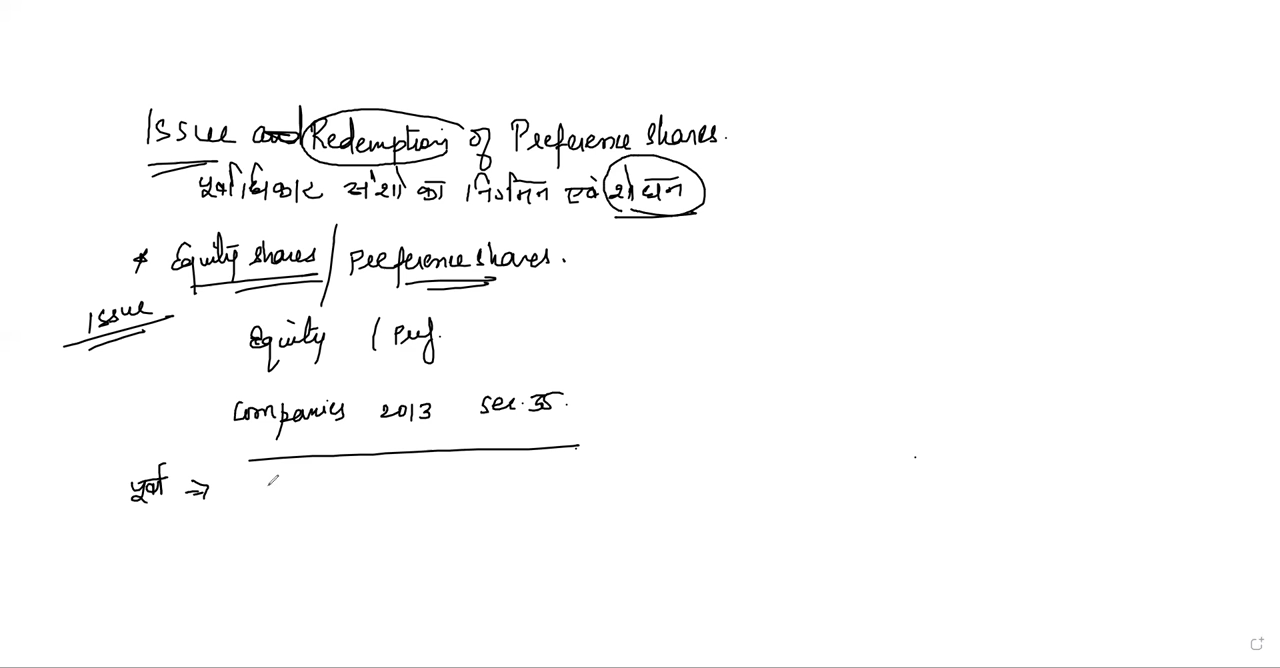 Issue and Redemption of Preference shares.
पूर्वाधिकार अंशों का निर्गमन एवं शोधन
* Equity shares / Preference shares.
Issue
Equity / Pref.
Companies 2013 sec. 35.
पूर्वा ⇒